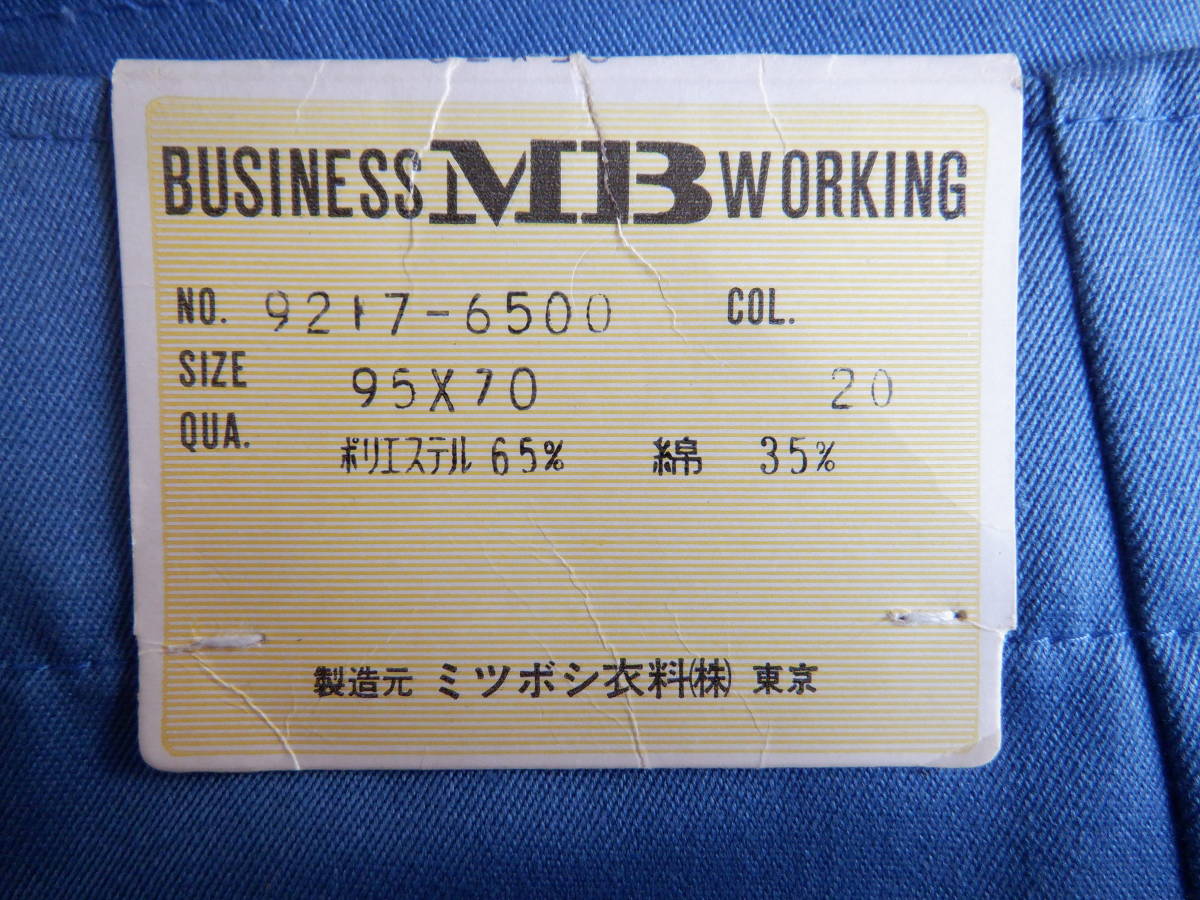 BUSINESS MB WORKING
NO. 9217-6500 COL.
SIZE 95X70 20
QUA.
ポリエステル 65% 綿 35%
製造元 ミツボシ衣料㈱ 東京